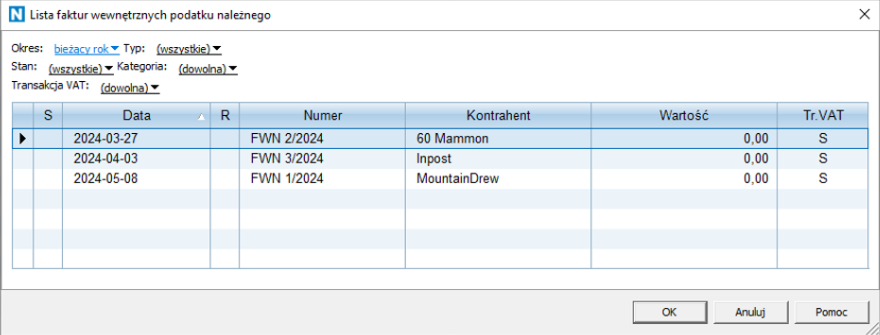 N Lista faktur wewnętrznych podatku należnego
Okres: bieżący rok Typ: (wszystkie)
Stan: (wszystkie) Kategoria: (dowolna)
Transakcja VAT: (dowolna)
S Data R Numer Kontrahent Wartość Tr.VAT
2024-03-27 FWN 2/2024 60 Mammon 0,00 S
2024-04-03 FWN 3/2024 Inpost 0,00 S
2024-05-08 FWN 1/2024 MountainDrew 0,00 S
OK Anuluj Pomoc